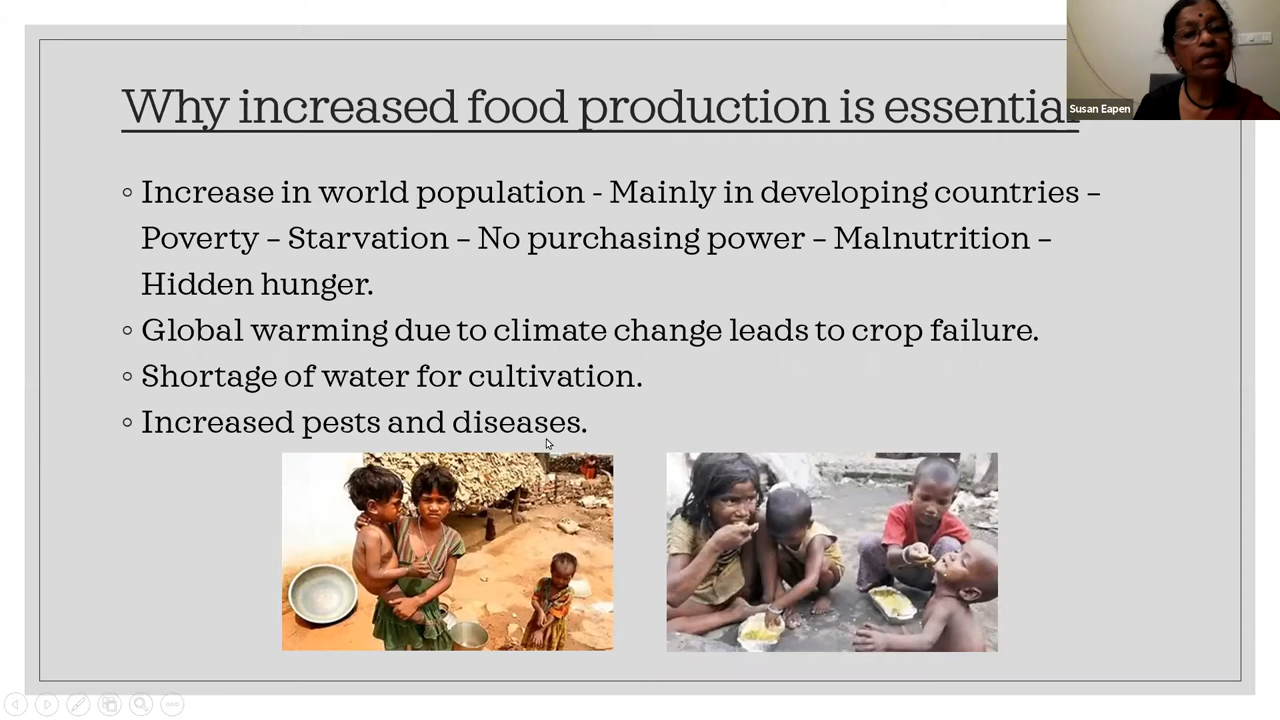 Why increased food production is essential
Susan Eapen
◦ Increase in world population - Mainly in developing countries –
Poverty – Starvation – No purchasing power – Malnutrition –
Hidden hunger.
◦ Global warming due to climate change leads to crop failure.
◦ Shortage of water for cultivation.
◦ Increased pests and diseases.